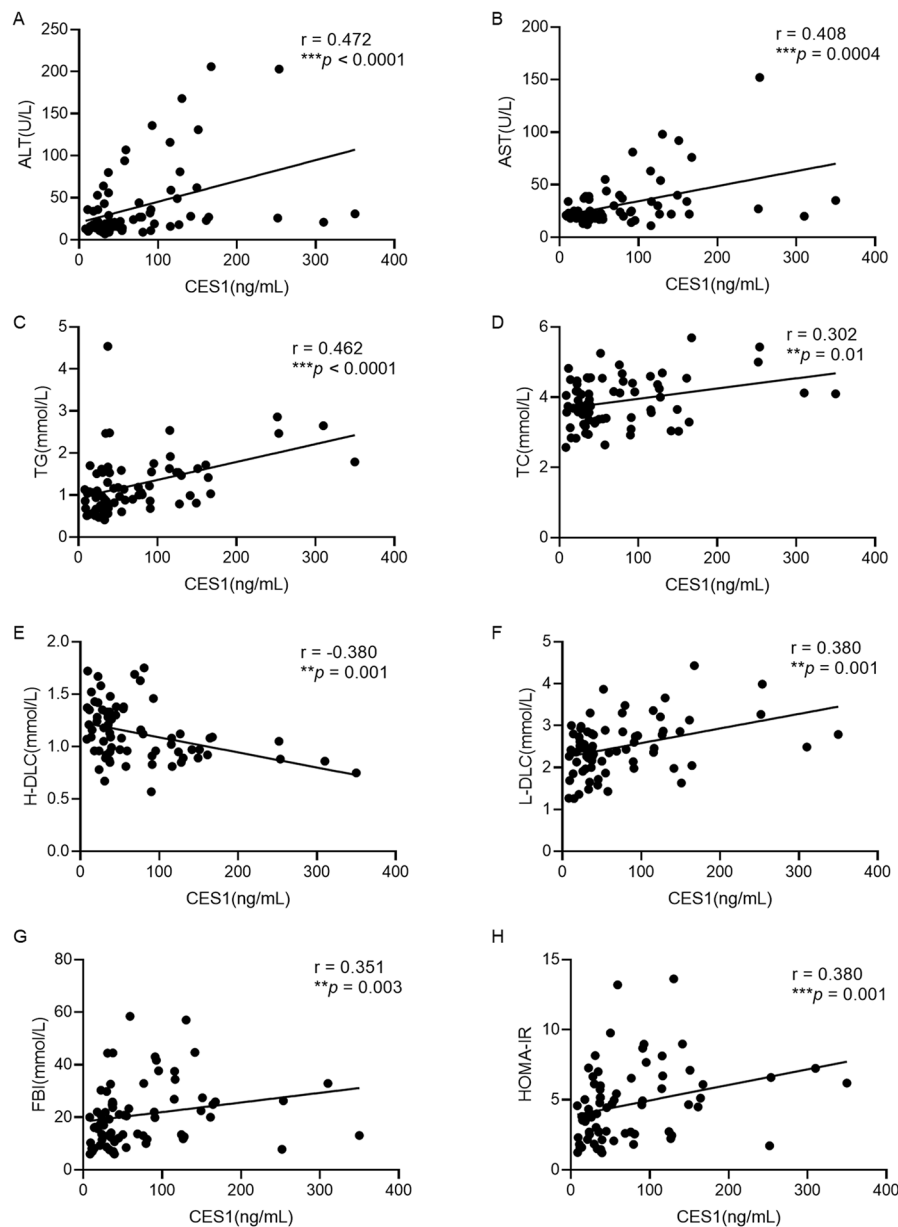 A
r = 0.472
***p < 0.0001
ALT(U/L)
250
200
150
100
50
0
0 100 200 300 400
CES1(ng/mL)
B
r = 0.408
***p = 0.0004
AST(U/L)
200
150
100
50
0
0 100 200 300 400
CES1(ng/mL)
C
r = 0.462
***p < 0.0001
TG(mmol/L)
5
4
3
2
1
0
0 100 200 300 400
CES1(ng/mL)
D
r = 0.302
**p = 0.01
TC(mmol/L)
6
4
2
0
0 100 200 300 400
CES1(ng/mL)
E
r = -0.380
**p = 0.001
H-DLC(mmol/L)
2.0
1.5
1.0
0.5
0.0
0 100 200 300 400
CES1(ng/mL)
F
r = 0.380
**p = 0.001
L-DLC(mmol/L)
5
4
3
2
1
0
0 100 200 300 400
CES1(ng/mL)
G
r = 0.351
**p = 0.003
FBI(mmol/L)
80
60
40
20
0
0 100 200 300 400
CES1(ng/mL)
H
r = 0.380
***p = 0.001
HOMA-IR
15
10
5
0
0 100 200 300 400
CES1(ng/mL)